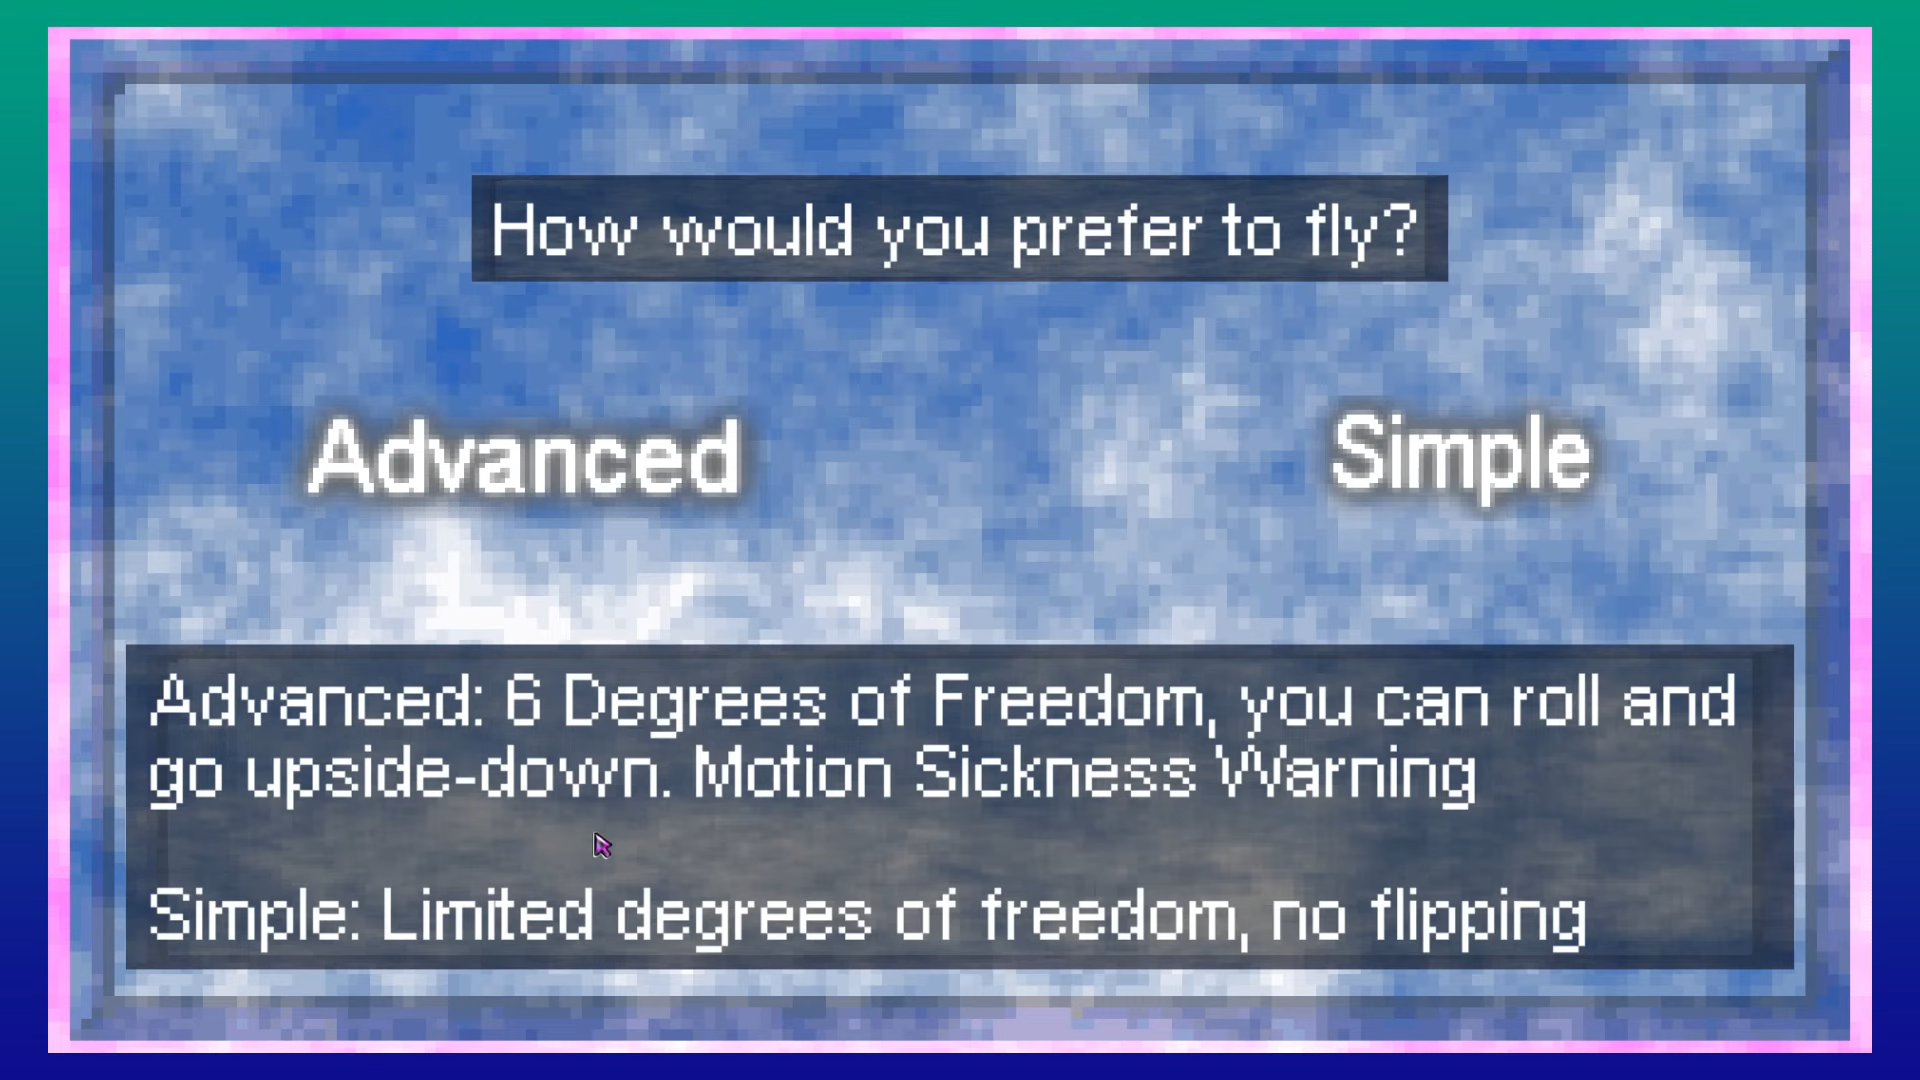 How would you prefer to fly?
Advanced
Simple
Advanced: 6 Degrees of Freedom, you can roll and
go upside-down. Motion Sickness Warning
Simple: Limited degrees of freedom, no flipping